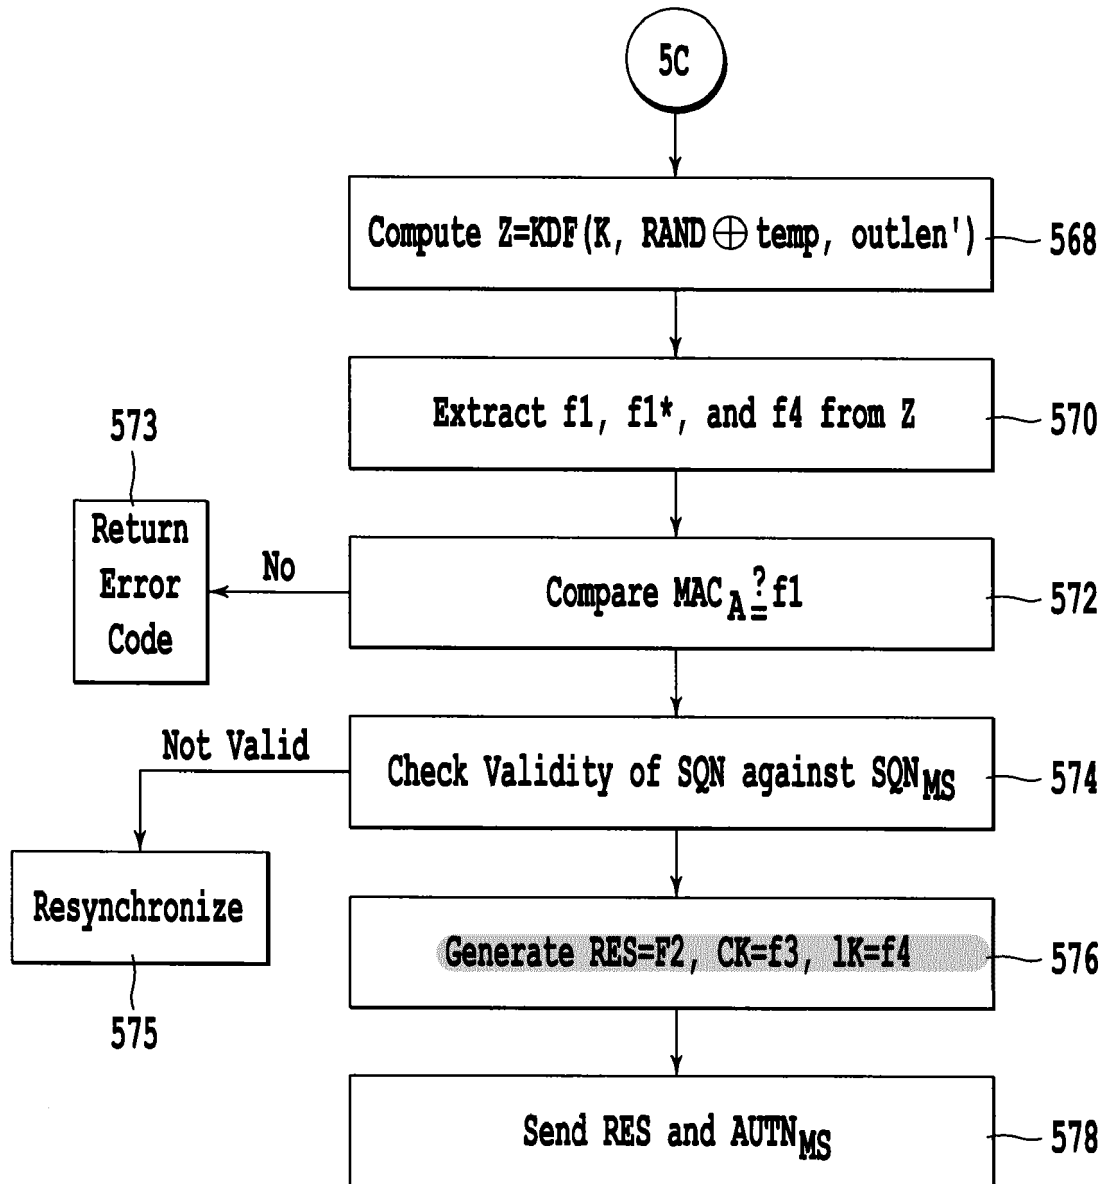 5C
Compute Z=KDF(K, RAND⊕temp, outlen')
568
Extract f1, f1*, and f4 from Z
570
573
Return
Error
Code
No
Compare MAC_A ?= f1
572
Not Valid
Check Validity of SQN against SQN_MS
574
Resynchronize
575
Generate RES=F2, CK=f3, lK=f4
576
Send RES and AUTN_MS
578